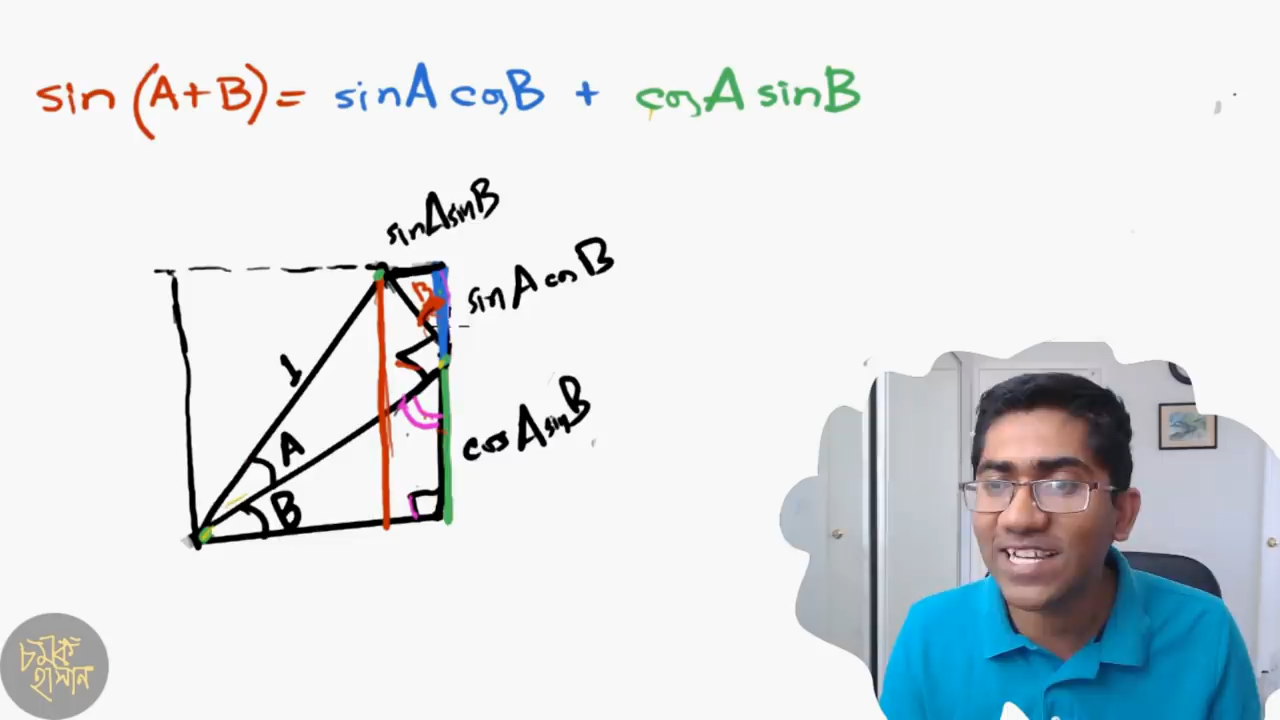 sin (A+B) = sinA cosB + cosA sinB
sinAsinB
B
sinA cosB
1
A
cosAsinB
B
চমক
হাসান